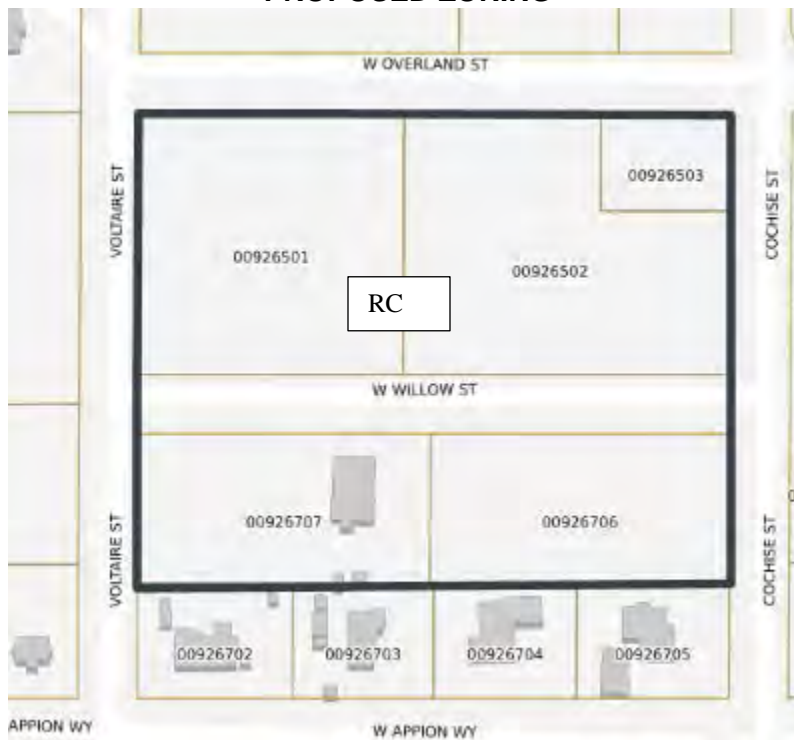 W OVERLAND ST
VOLTAIRE ST
COCHISE ST
00926503
00926501
00926502
RC
W WILLOW ST
00926707
00926706
VOLTAIRE ST
COCHISE ST
00926702
00926703
00926704
00926705
APPION WY
W APPION WY